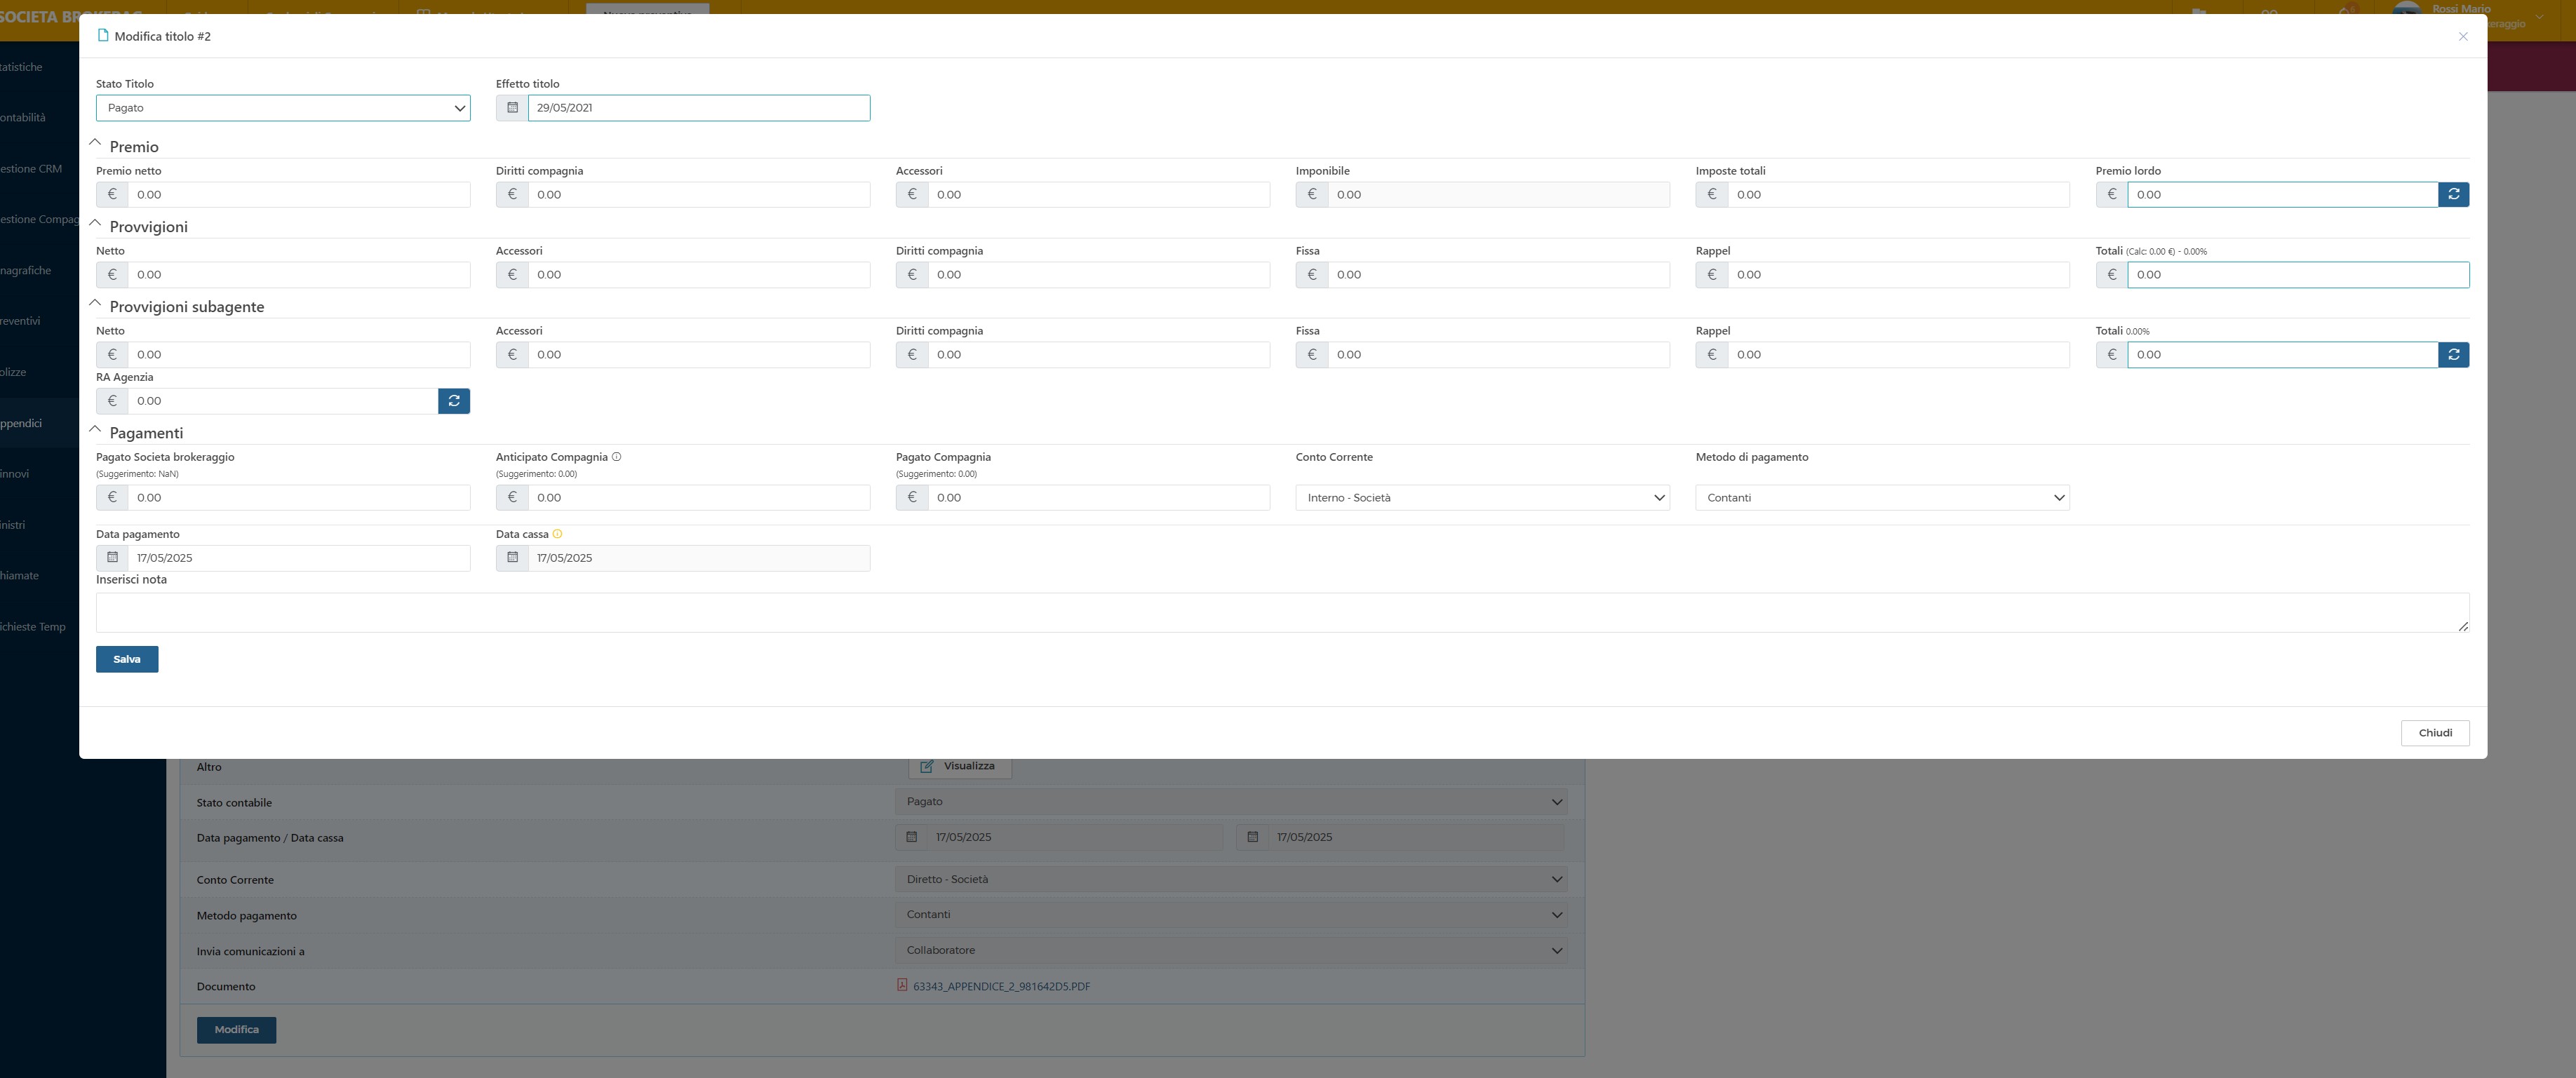 SOCIETA
Rossi Mario
Modifica titolo #2
Stato Titolo
Effetto titolo
Pagato
29/05/2021
Premio
Premio netto
Diritti compagnia
Accessori
Imponibile
Imposte totali
Premio lordo
€ 0.00
€ 0.00
€ 0.00
€ 0.00
€ 0.00
€ 0.00
Provvigioni
Netto
Accessori
Diritti compagnia
Fissa
Rappel
Totali (Calc: 0.00 €) - 0.00%
€ 0.00
€ 0.00
€ 0.00
€ 0.00
€ 0.00
€ 0.00
Provvigioni subagente
Netto
Accessori
Diritti compagnia
Fissa
Rappel
Totali 0.00%
€ 0.00
€ 0.00
€ 0.00
€ 0.00
€ 0.00
€ 0.00
RA Agenzia
€ 0.00
Pagamenti
Pagato Societa brokeraggio
(Suggerimento: NaN)
Anticipato Compagnia
(Suggerimento: 0.00)
Pagato Compagnia
(Suggerimento: 0.00)
Conto Corrente
Metodo di pagamento
€ 0.00
€ 0.00
€ 0.00
Interno - Società
Contanti
Data pagamento
Data cassa
17/05/2025
17/05/2025
Inserisci nota
Salva
Chiudi
tatistiche
ontabilità
estione CRM
estione Compag
nagrafiche
reventivi
olizze
ppendici
innovi
inistri
hiamate
ichieste Temp
Altro
Visualizza
Stato contabile
Pagato
Data pagamento / Data cassa
17/05/2025
17/05/2025
Conto Corrente
Diretto - Società
Metodo pagamento
Contanti
Invia comunicazioni a
Collaboratore
Documento
63343_APPENDICE_2_981642D5.PDF
Modifica